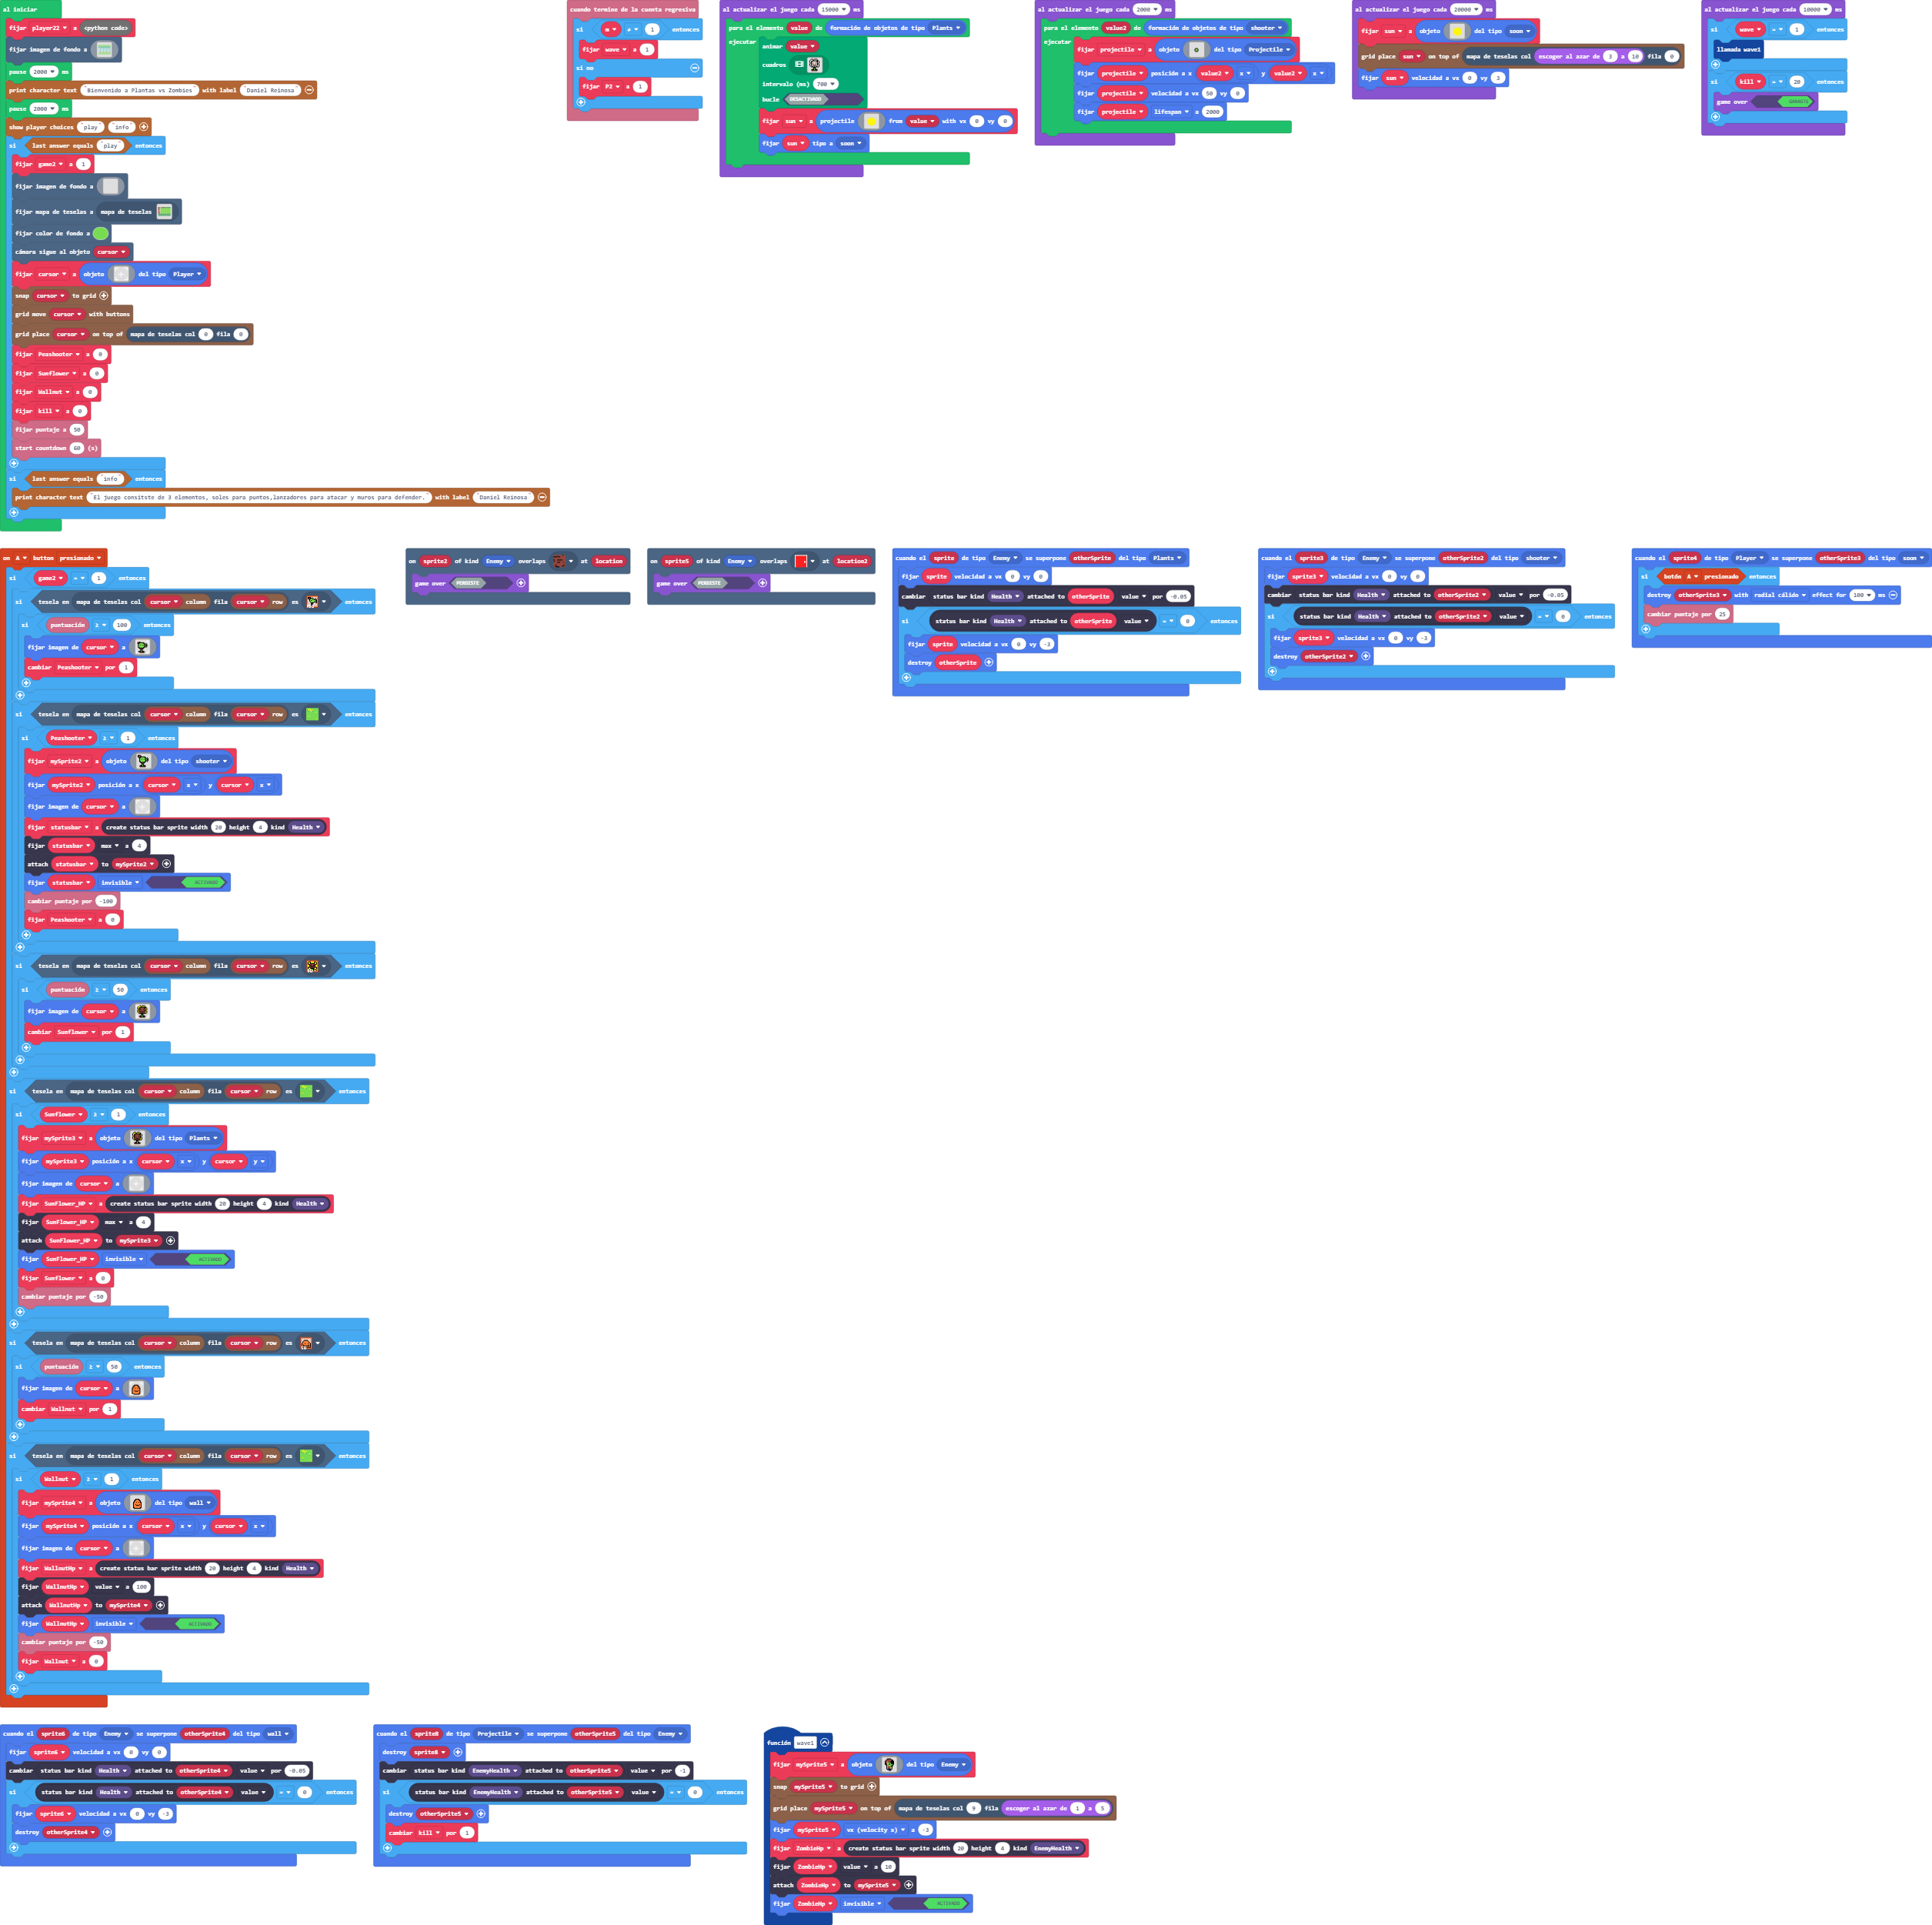 al iniciar
fijar player22 a <python code>
fijar imagen de fondo a
pause 2000 ms
print character text "Bienvenido a Plantas vs Zombies" with label "Daniel Reinosa"
pause 2000 ms
show player choices "play" "info"
si last answer equals "play" entonces
fijar game2 a 1
fijar imagen de fondo a
fijar mapa de teselas a mapa de teselas
fijar color de fondo a
cámara sigue al objeto cursor
fijar cursor a objeto del tipo Player
snap cursor to grid
grid move cursor with buttons
grid place cursor on top of mapa de teselas col 0 fila 0
fijar Peashooter a 0
fijar Sunflower a 0
fijar Wallnut a 0
fijar kill a 0
fijar puntaje a 50
start countdown 60 (s)
si last answer equals "info" entonces
print character text "El juego consitste de 3 elementos, soles para puntos,lanzadores para atacar y muros para defender." with label "Daniel Reinosa"
cuando termine de la cuenta regresiva
si m ≠ 1 entonces
fijar wave a 1
si no
fijar P2 a 1
al actualizar el juego cada 15000 ms
para el elemento value de formación de objetos de tipo Plants
ejecutar
animar value
cuadros
intervalo (ms) 700
bucle DESACTIVADO
fijar sun a projectile from value with vx 0 vy 0
fijar sun tipo a soon
al actualizar el juego cada 2000 ms
para el elemento value2 de formación de objetos de tipo shooter
ejecutar
fijar projectile a objeto del tipo Projectile
fijar projectile posición a x value2 x y value2 x
fijar projectile velocidad a vx 50 vy 0
fijar projectile lifespan a 2000
al actualizar el juego cada 20000 ms
fijar sun a objeto del tipo soon
grid place sun on top of mapa de teselas col escoger al azar de 3 a 10 fila 0
fijar sun velocidad a vx 0 vy 3
al actualizar el juego cada 10000 ms
si wave = 1 entonces
llamada wave1
si kill = 20 entonces
game over GANASTE
on A button presionado
si game2 = 1 entonces
si tesela en mapa de teselas col cursor column fila cursor row es entonces
si puntuación ≥ 100 entonces
fijar imagen de cursor a
cambiar Peashooter por 1
si tesela en mapa de teselas col cursor column fila cursor row es entonces
si Peashooter ≥ 1 entonces
fijar mySprite2 a objeto del tipo shooter
fijar mySprite2 posición a x cursor x y cursor x
fijar imagen de cursor a
fijar statusbar a create status bar sprite width 20 height 4 kind Health
fijar statusbar max a 4
attach statusbar to mySprite2
fijar statusbar invisible ACTIVADO
cambiar puntaje por -100
fijar Peashooter a 0
si tesela en mapa de teselas col cursor column fila cursor row es entonces
si puntuación ≥ 50 entonces
fijar imagen de cursor a
cambiar Sunflower por 1
si tesela en mapa de teselas col cursor column fila cursor row es entonces
si Sunflower ≥ 1 entonces
fijar mySprite3 a objeto del tipo Plants
fijar mySprite3 posición a x cursor x y cursor y
fijar imagen de cursor a
fijar SunFlower_HP a create status bar sprite width 20 height 4 kind Health
fijar SunFlower_HP max a 4
attach SunFlower_HP to mySprite3
fijar SunFlower_HP invisible ACTIVADO
fijar Sunflower a 0
cambiar puntaje por -50
si tesela en mapa de teselas col cursor column fila cursor row es entonces
si puntuación ≥ 50 entonces
fijar imagen de cursor a
cambiar Wallnut por 1
si tesela en mapa de teselas col cursor column fila cursor row es entonces
si Wallnut ≥ 1 entonces
fijar mySprite4 a objeto del tipo wall
fijar mySprite4 posición a x cursor x y cursor x
fijar imagen de cursor a
fijar WallnutHp a create status bar sprite width 20 height 4 kind Health
fijar WallnutHp value a 100
attach WallnutHp to mySprite4
fijar WallnutHp invisible ACTIVADO
cambiar puntaje por -50
fijar Wallnut a 0
on sprite2 of kind Enemy overlaps at location
game over PERDISTE
on sprite5 of kind Enemy overlaps at location2
game over PERDISTE
cuando el sprite de tipo Enemy se superpone otherSprite del tipo Plants
fijar sprite velocidad a vx 0 vy 0
cambiar status bar kind Health attached to otherSprite value por -0.05
si status bar kind Health attached to otherSprite value = 0 entonces
fijar sprite velocidad a vx 0 vy -3
destroy otherSprite
cuando el sprite3 de tipo Enemy se superpone otherSprite2 del tipo shooter
fijar sprite3 velocidad a vx 0 vy 0
cambiar status bar kind Health attached to otherSprite2 value por -0.05
si status bar kind Health attached to otherSprite2 value = 0 entonces
fijar sprite3 velocidad a vx 0 vy -3
destroy otherSprite2
cuando el sprite4 de tipo Player se superpone otherSprite3 del tipo soon
si botón A presionado entonces
destroy otherSprite3 with radial cálido effect for 100 ms
cambiar puntaje por 25
cuando el sprite6 de tipo Enemy se superpone otherSprite4 del tipo wall
fijar sprite6 velocidad a vx 0 vy 0
cambiar status bar kind Health attached to otherSprite4 value por -0.05
si status bar kind Health attached to otherSprite4 value = 0 entonces
fijar sprite6 velocidad a vx 0 vy -3
destroy otherSprite4
cuando el sprite8 de tipo Projectile se superpone otherSprite5 del tipo Enemy
destroy sprite8
cambiar status bar kind EnemyHealth attached to otherSprite5 value por -1
si status bar kind EnemyHealth attached to otherSprite5 value = 0 entonces
destroy otherSprite5
cambiar kill por 1
función wave1
fijar mySprite5 a objeto del tipo Enemy
snap mySprite5 to grid
grid place mySprite5 on top of mapa de teselas col 9 fila escoger al azar de 1 a 5
fijar mySprite5 vx (velocity x) a -3
fijar ZombieHp a create status bar sprite width 20 height 4 kind EnemyHealth
fijar ZombieHp value a 10
attach ZombieHp to mySprite5
fijar ZombieHp invisible ACTIVADO